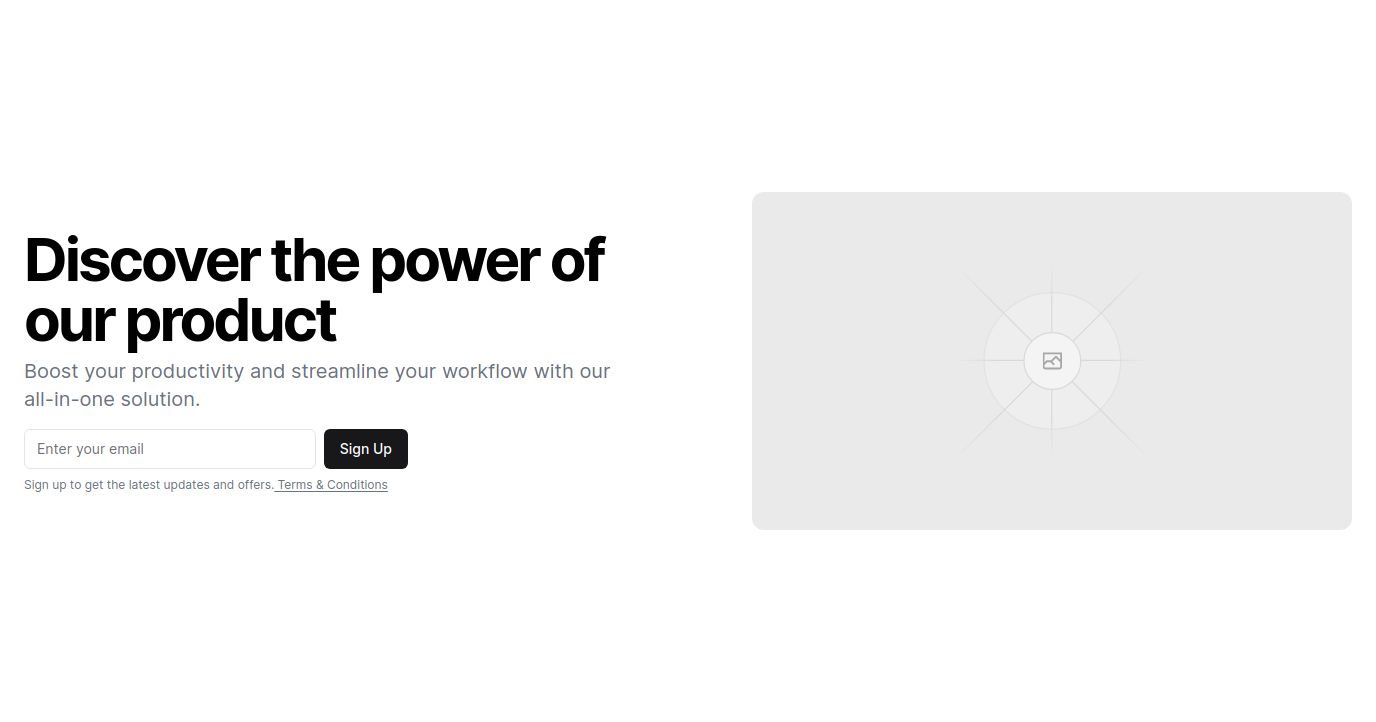 Discover the power of
our product
Boost your productivity and streamline your workflow with our
all-in-one solution.
Enter your email
Sign Up
Sign up to get the latest updates and offers. Terms & Conditions